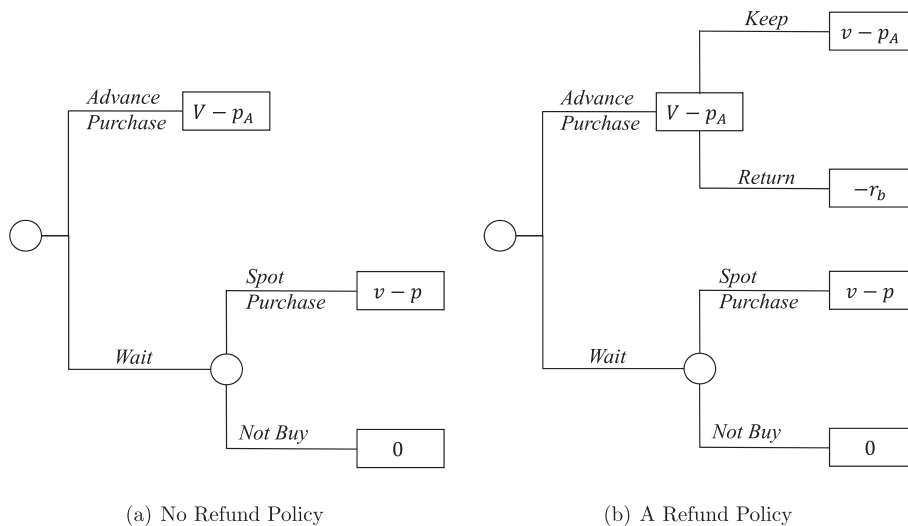 Advance
Purchase
V − p_A
Spot
Purchase
v − p
Wait
Not Buy
0
(a) No Refund Policy
Keep
v − p_A
Advance
Purchase
V − p_A
Return
−r_b
Spot
Purchase
v − p
Wait
Not Buy
0
(b) A Refund Policy